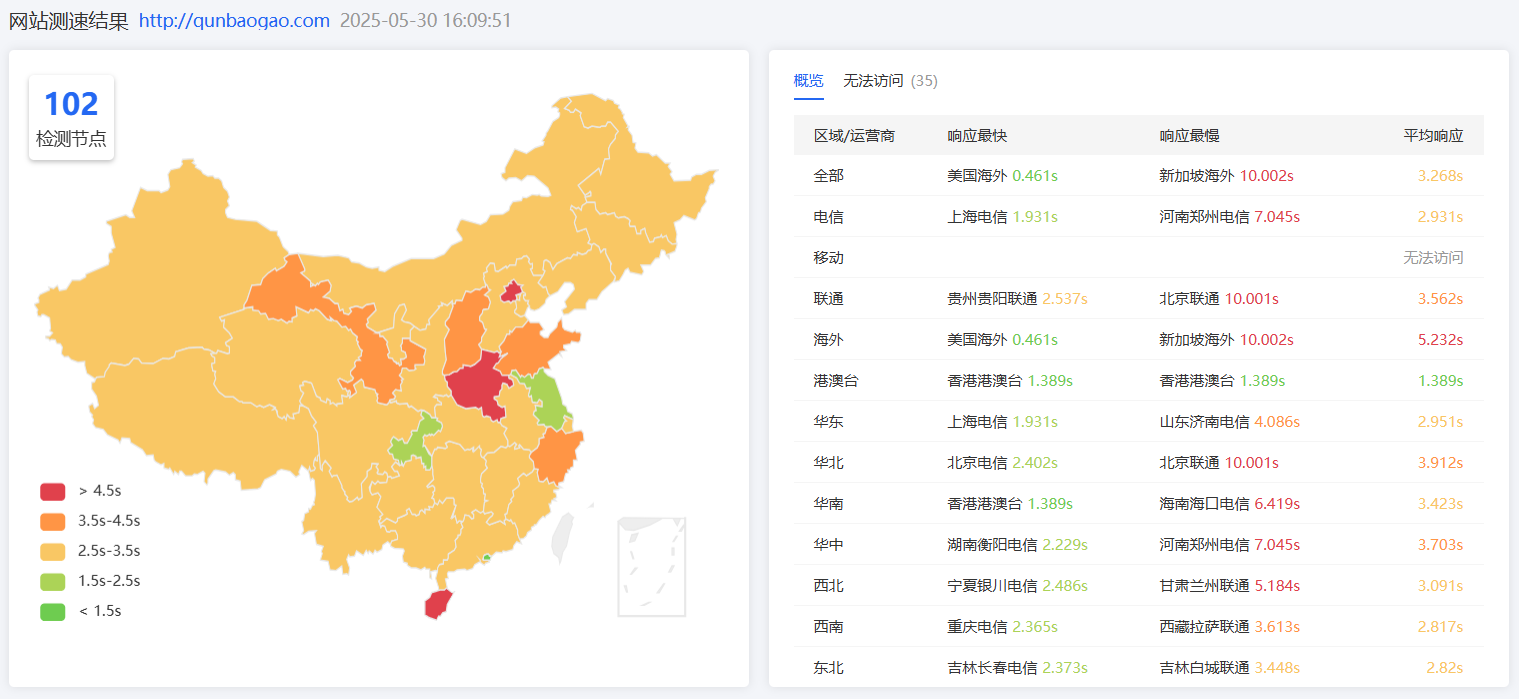 网站测速结果 http://qunbaogao.com 2025-05-30 16:09:51
102
检测节点
> 4.5s
3.5s-4.5s
2.5s-3.5s
1.5s-2.5s
< 1.5s
概览 无法访问 (35)
区域/运营商 响应最快 响应最慢 平均响应
全部 美国海外 0.461s 新加坡海外 10.002s 3.268s
电信 上海电信 1.931s 河南郑州电信 7.045s 2.931s
移动 无法访问
联通 贵州贵阳联通 2.537s 北京联通 10.001s 3.562s
海外 美国海外 0.461s 新加坡海外 10.002s 5.232s
港澳台 香港港澳台 1.389s 香港港澳台 1.389s 1.389s
华东 上海电信 1.931s 山东济南电信 4.086s 2.951s
华北 北京电信 2.402s 北京联通 10.001s 3.912s
华南 香港港澳台 1.389s 海南海口电信 6.419s 3.423s
华中 湖南衡阳电信 2.229s 河南郑州电信 7.045s 3.703s
西北 宁夏银川电信 2.486s 甘肃兰州联通 5.184s 3.091s
西南 重庆电信 2.365s 西藏拉萨联通 3.613s 2.817s
东北 吉林长春电信 2.373s 吉林白城联通 3.448s 2.82s